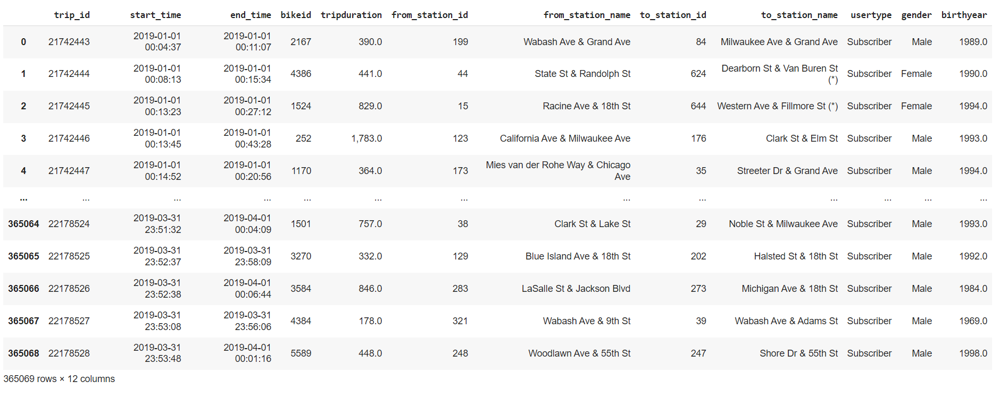 trip_id start_time end_time bikeid tripduration from_station_id from_station_name to_station_id to_station_name usertype gender birthyear
0 21742443 2019-01-01 00:04:37 2019-01-01 00:11:07 2167 390.0 199 Wabash Ave & Grand Ave 84 Milwaukee Ave & Grand Ave Subscriber Male 1989.0
1 21742444 2019-01-01 00:08:13 2019-01-01 00:15:34 4386 441.0 44 State St & Randolph St 624 Dearborn St & Van Buren St (*) Subscriber Female 1990.0
2 21742445 2019-01-01 00:13:23 2019-01-01 00:27:12 1524 829.0 15 Racine Ave & 18th St 644 Western Ave & Fillmore St (*) Subscriber Female 1994.0
3 21742446 2019-01-01 00:13:45 2019-01-01 00:43:28 252 1,783.0 123 California Ave & Milwaukee Ave 176 Clark St & Elm St Subscriber Male 1993.0
4 21742447 2019-01-01 00:14:52 2019-01-01 00:20:56 1170 364.0 173 Mies van der Rohe Way & Chicago Ave 35 Streeter Dr & Grand Ave Subscriber Male 1994.0
... ... ... ... ... ... ... ... ... ... ... ... ...
365064 22178524 2019-03-31 23:51:32 2019-04-01 00:04:09 1501 757.0 38 Clark St & Lake St 29 Noble St & Milwaukee Ave Subscriber Male 1993.0
365065 22178525 2019-03-31 23:52:37 2019-03-31 23:58:09 3270 332.0 129 Blue Island Ave & 18th St 202 Halsted St & 18th St Subscriber Male 1992.0
365066 22178526 2019-03-31 23:52:38 2019-04-01 00:06:44 3584 846.0 283 LaSalle St & Jackson Blvd 273 Michigan Ave & 18th St Subscriber Male 1984.0
365067 22178527 2019-03-31 23:53:08 2019-03-31 23:56:06 4384 178.0 321 Wabash Ave & 9th St 39 Wabash Ave & Adams St Subscriber Male 1969.0
365068 22178528 2019-03-31 23:53:48 2019-04-01 00:01:16 5589 448.0 248 Woodlawn Ave & 55th St 247 Shore Dr & 55th St Subscriber Male 1998.0
365069 rows × 12 columns